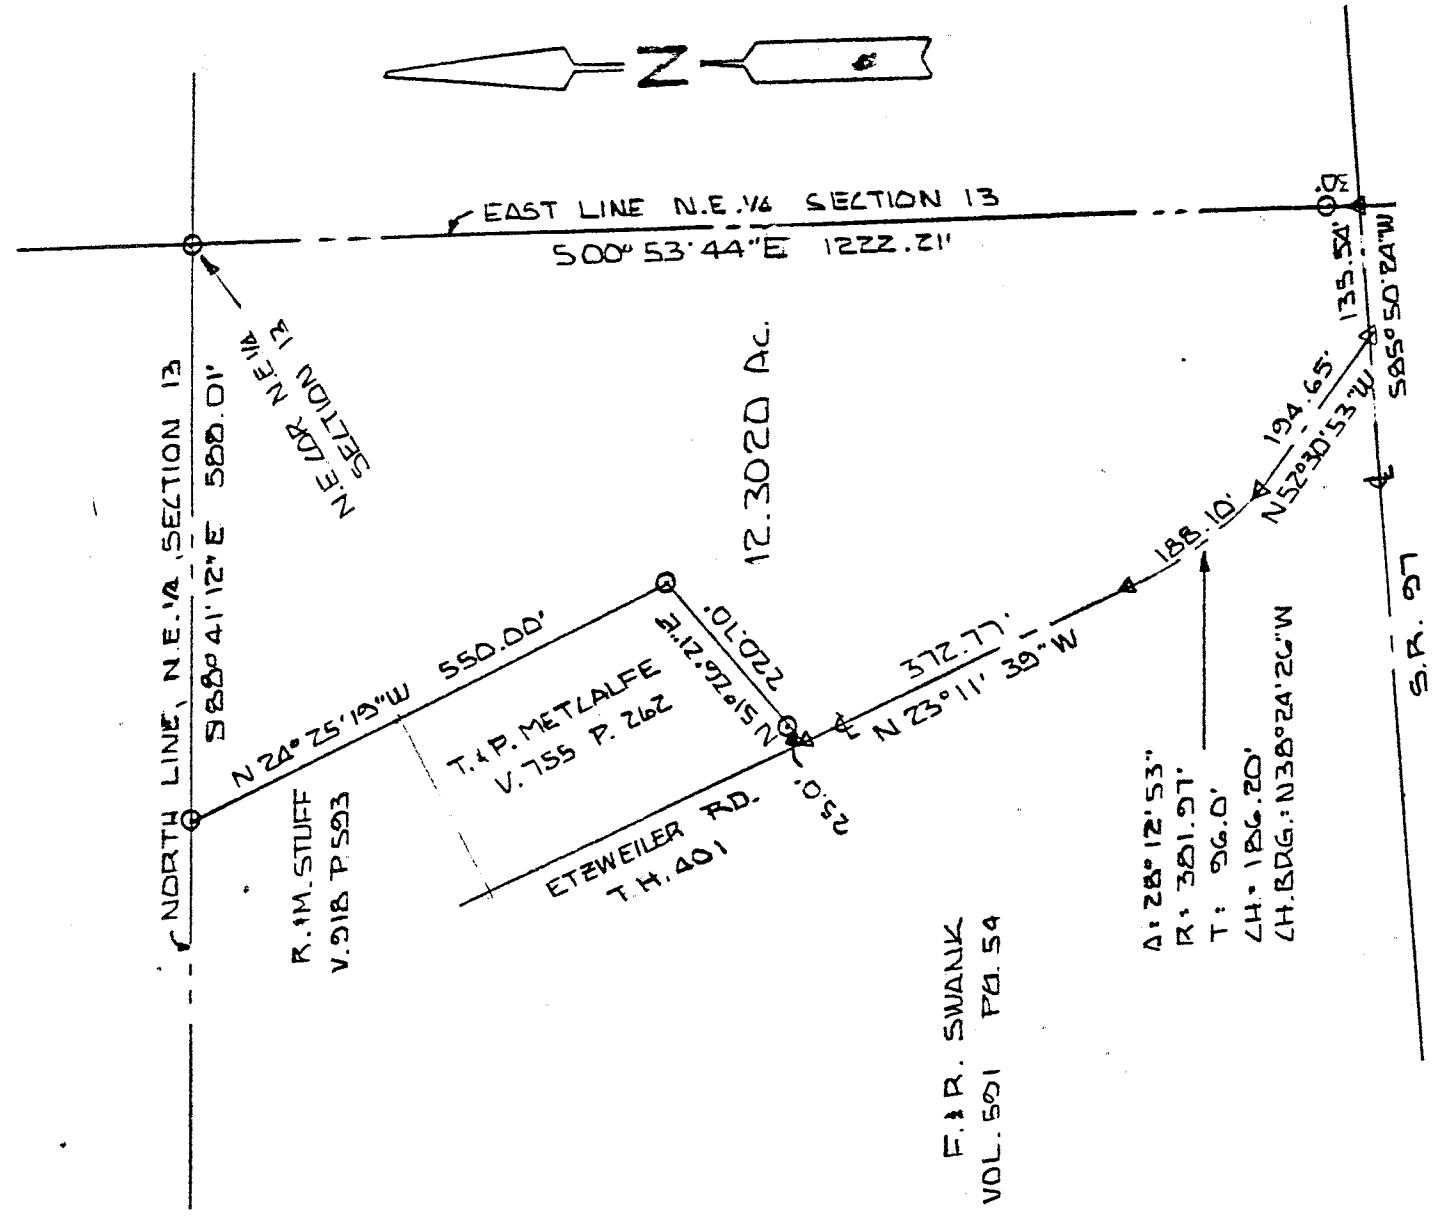 N
EAST LINE N.E.1/4 SECTION 13
S00°53'44"E 1222.21'
NORTH LINE, N.E.1/4, SECTION 13
S88°41'12"E 588.01'
N.E. COR N.E.1/4
SECTION 13
12.3020 AC.
135.54'
S85°50'24"W
194.65'
N52°30'53"W
188.10'
372.77'
N 23°11'39"W
N 24°25'19"W 550.00'
220.70'
N 51°26'21"E
25.0'
T. & P. METCALFE
V. 755 P. 262
R. & M. STUFF
V. 918 P. 593
ETZWEILER RD.
T.H. 401
S.R. 97
Δ: 28°12'53"
R: 381.97'
T: 96.0'
CH: 186.20'
CH.BRG.: N38°24'26"W
F. & R. SWANK
VOL. 591 PG. 54